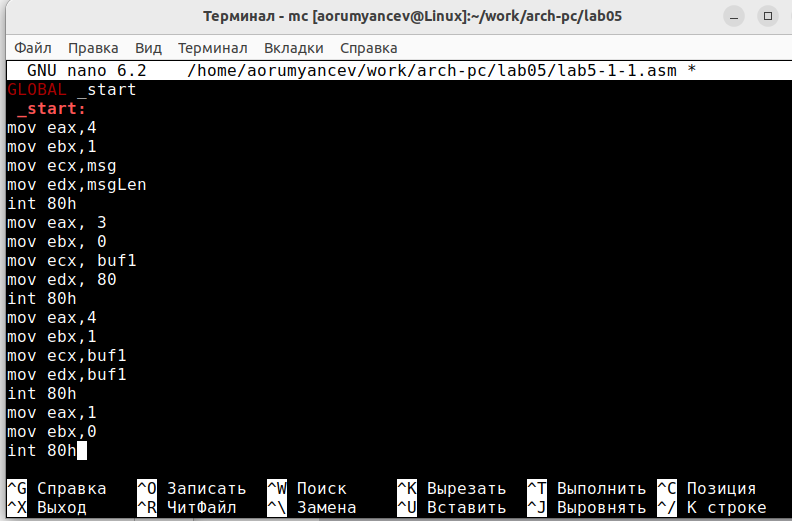 Терминал - mc [aorumyancev@Linux]:~/work/arch-pc/lab05
Файл Правка Вид Терминал Вкладки Справка
GNU nano 6.2 /home/aorumyancev/work/arch-pc/lab05/lab5-1-1.asm *
GLOBAL _start
_start:
mov eax,4
mov ebx,1
mov ecx,msg
mov edx,msgLen
int 80h
mov eax, 3
mov ebx, 0
mov ecx, buf1
mov edx, 80
int 80h
mov eax,4
mov ebx,1
mov ecx,buf1
mov edx,buf1
int 80h
mov eax,1
mov ebx,0
int 80h
^G Справка ^O Записать ^W Поиск ^K Вырезать ^T Выполнить ^C Позиция
^X Выход ^R ЧитФайл ^\ Замена ^U Вставить ^J Выровнять ^/ К строке